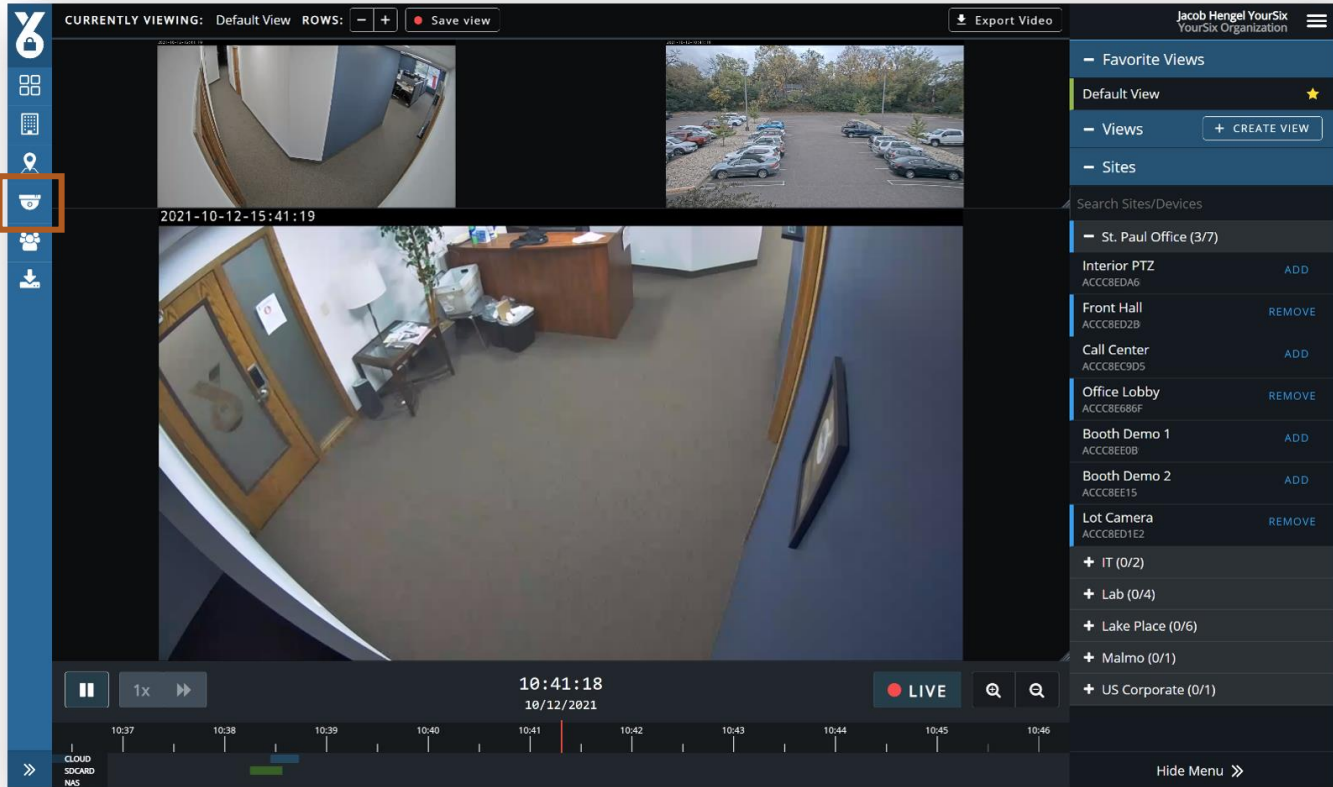 CURRENTLY VIEWING: Default View ROWS: − + Save view
Export Video
Jacob Hengel YourSix
YourSix Organization
− Favorite Views
Default View
− Views
+ CREATE VIEW
− Sites
Search Sites/Devices
− St. Paul Office (3/7)
Interior PTZ
ADD
ACCC8EDA6
Front Hall
REMOVE
ACCC8ED2B
Call Center
ADD
ACCC8EC9D5
Office Lobby
REMOVE
ACCC8E686F
Booth Demo 1
ADD
ACCC8EE0B
Booth Demo 2
ADD
ACCC8EE15
Lot Camera
REMOVE
ACCC8ED1E2
+ IT (0/2)
+ Lab (0/4)
+ Lake Place (0/6)
+ Malmo (0/1)
+ US Corporate (0/1)
Hide Menu
2021-10-12-15:41:19
1x
10:41:18
10/12/2021
LIVE
10:37 10:38 10:39 10:40 10:41 10:42 10:43 10:44 10:45 10:46
CLOUD
SDCARD
NAS